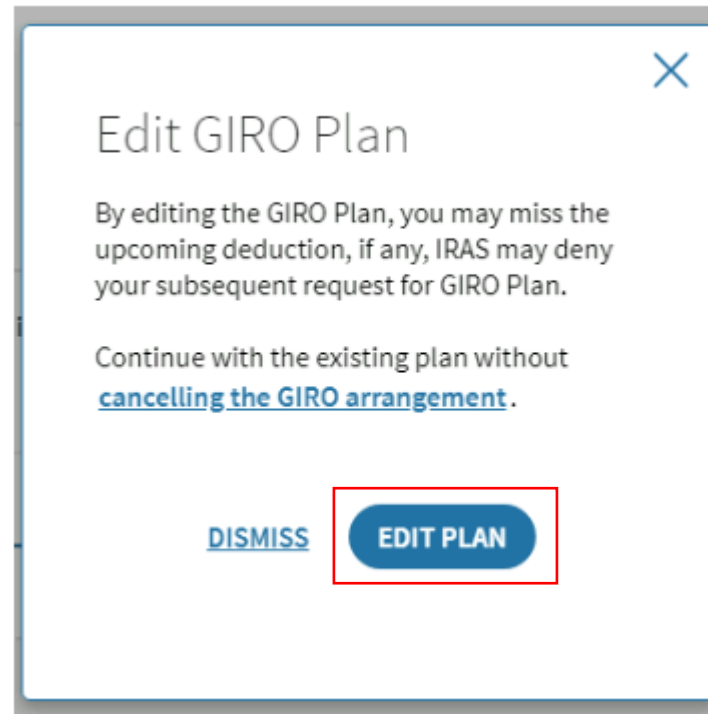 Edit GIRO Plan
By editing the GIRO Plan, you may miss the
upcoming deduction, if any, IRAS may deny
your subsequent request for GIRO Plan.
Continue with the existing plan without
cancelling the GIRO arrangement.
DISMISS
EDIT PLAN